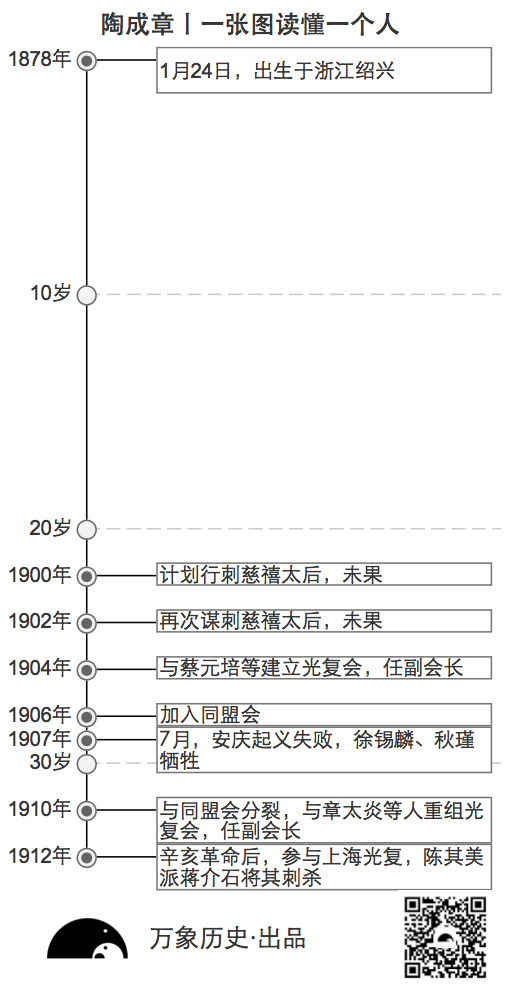 陶成章丨一张图读懂一个人
1878年
1月24日，出生于浙江绍兴
10岁
20岁
1900年
计划行刺慈禧太后，未果
1902年
再次谋刺慈禧太后，未果
1904年
与蔡元培等建立光复会，任副会长
1906年
加入同盟会
1907年
7月，安庆起义失败，徐锡麟、秋瑾
牺牲
30岁
1910年
与同盟会分裂，与章太炎等人重组光
复会，任副会长
1912年
辛亥革命后，参与上海光复，陈其美
派蒋介石将其刺杀
万象历史·出品